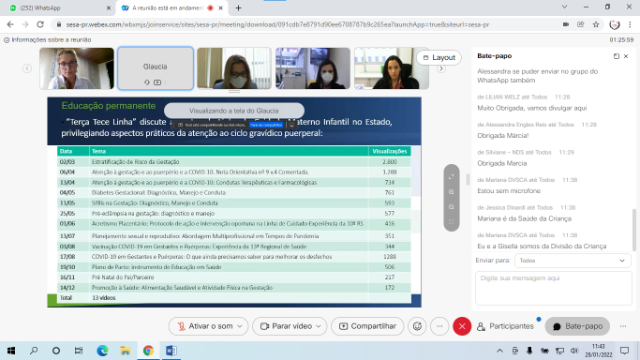 (252) WhatsApp
A reunião está em andamen
sesa-pr.webex.com/wbxmjs/joinservice/sites/sesa-pr/meeting/download/
Informações sobre a reunião
01:25:59
Glaucia
Layout
Educação permanente
Visualizando a tela do Glaucia
"Terça Tece Linha" discute
Materno Infantil no Estado,
privilegiando aspectos práticos da atenção ao ciclo gravídico puerperal:
Data Tema Visualizações
02/03 Estratificação de Risco da Gestação 2.800
06/04 Atenção à gestação e ao puerpério e a COVID-19: Nota Orientativa nº 9 v.4 Comentada. 1.788
13/04 Atenção à gestação e ao puerpério e a COVID-19: Condutas Terapêuticas e Farmacológicas 734
04/05 Diabetes Gestacional: Diagnóstico, Manejo e Conduta 761
11/05 Sífilis na Gestação: Diagnóstico, Manejo e Conduta 593
25/05 Pré-eclâmpsia na gestação: diagnóstico e manejo 577
01/06 Acretismo Placentário: Protocolo de ação e intervenção oportuna na Linha de Cuidado-Experiência da 10ª RS 416
13/07 Planejamento sexual e reprodutivo: Abordagem Multiprofissional em Tempos de Pandemia 351
03/08 Vacinação COVID-19 em Gestantes e Puérperas: Experiência da 13ª Regional de Saúde 344
17/08 COVID-19 em Gestantes e Puérperas: O que ainda precisamos saber para melhorar os desfechos 1288
19/10 Plano de Parto: Instrumento de Educação em Saúde 506
16/11 Pré Natal do Pai/Parceiro 217
14/12 Promoção à Saúde: Alimentação Saudável e Atividade Física na Gestação 172
Total 13 vídeos
Bate-papo
Alessandra se puder enviar no grupo do
WhatsApp também
de LILIAN WELZ até Todos 11:28
Muito Obrigada, vamos divulgar aqui
de Alessandra Engles Reis até Todos 11:28
Obrigada Márcia!
de Silviane – NDS até Todos 11:28
Obrigada Marcia
de Mariana DVSCA até Todos 11:38
Estou sem microfone
de Jessica Dinardi até Todos 11:38
Mariana é da Saúde da Criança
de Mariana DVSCA até Todos 11:38
Eu e a Gisella somos da Divisão da Criança
Enviar para: Todos
Digite sua mensagem aqui
Ativar o som
Parar vídeo
Compartilhar
Participantes
Bate-papo
11:43
28/01/2022